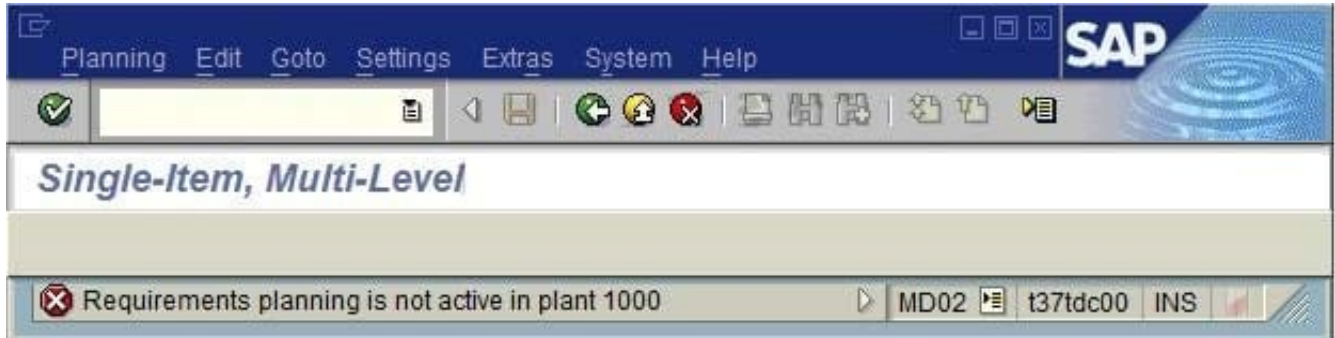 Planning Edit Goto Settings Extras System Help
SAP
Single-Item, Multi-Level
Requirements planning is not active in plant 1000 MD02 t37tdc00 INS